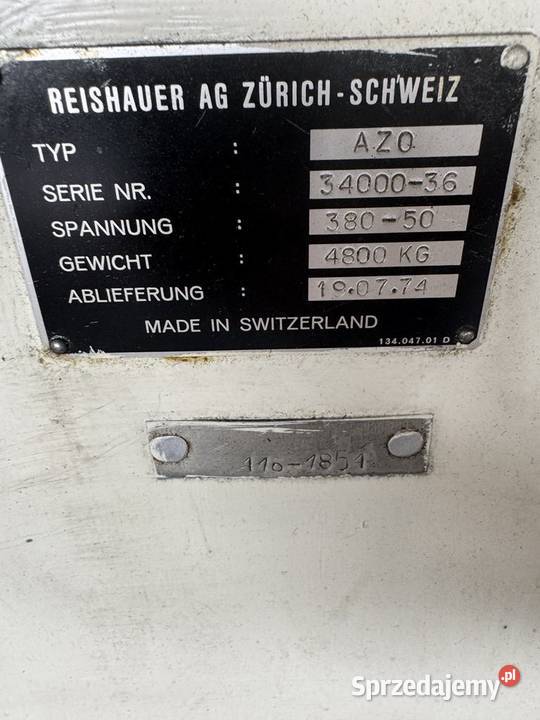 REISHAUER AG ZÜRICH-SCHWEIZ
TYP : AZO
SERIE NR. : 34000-36
SPANNUNG : 380-50
GEWICHT : 4800 KG
ABLIEFERUNG : 19.07.74
MADE IN SWITZERLAND
134.047.01 D
110-1851
Sprzedajemy.pl